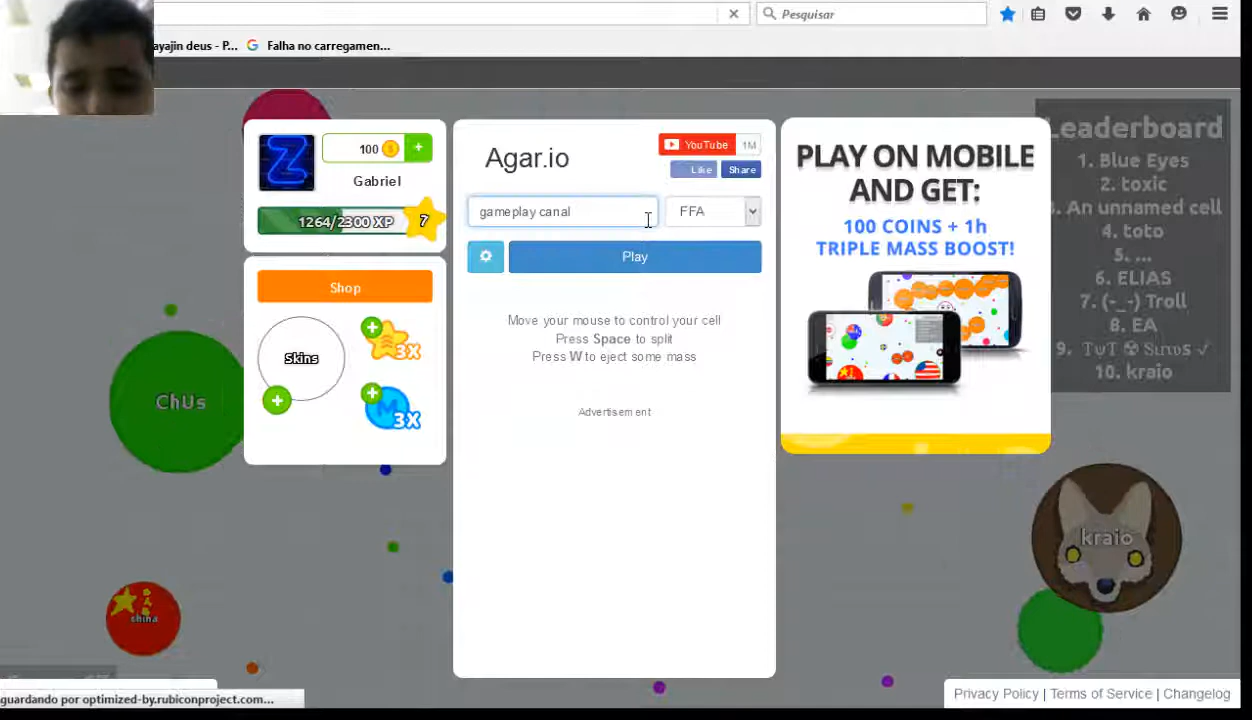 Pesquisar
ayajin deus - P...
Falha no carregamen...
100
Gabriel
1264/2300 XP
7
Shop
Skins
3X
M
3X
Agar.io
YouTube
1M
Like
Share
gameplay canal
FFA
Play
Move your mouse to control your cell
Press Space to split
Press W to eject some mass
Advertisement
PLAY ON MOBILE
AND GET:
100 COINS + 1h
TRIPLE MASS BOOST!
Leaderboard
1. Blue Eyes
2. toxic
3. An unnamed cell
4. toto
5. ...
6. ELIAS
7. (-_-) Troll
8. EA
9.
10. kraio
ChUs
china
kraio
guardando por optimized-by.rubiconproject.com...
Privacy Policy | Terms of Service | Changelog